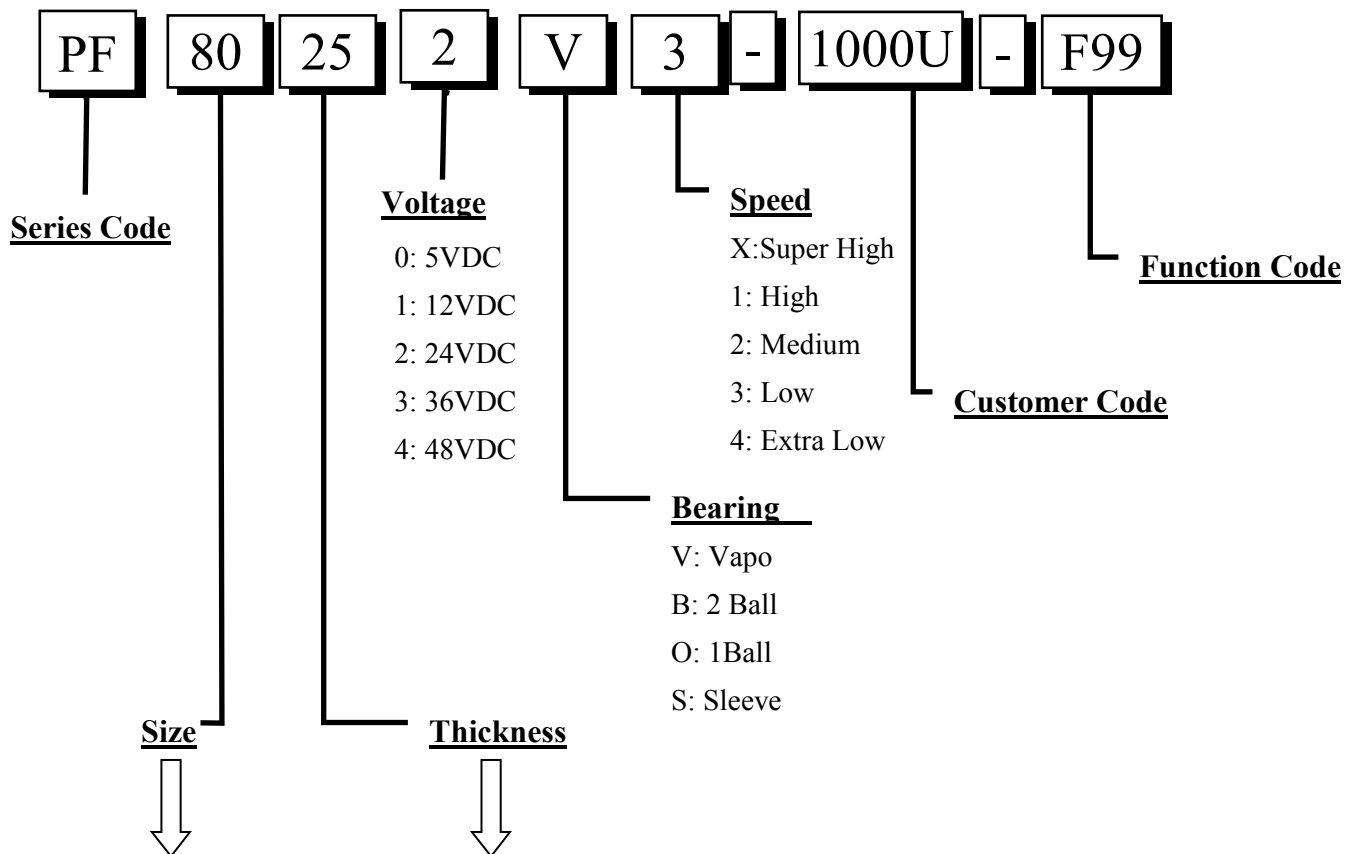 PF 80 25 2 V 3 - 1000U - F99
Series Code
Voltage
0: 5VDC
1: 12VDC
2: 24VDC
3: 36VDC
4: 48VDC
Speed
X:Super High
1: High
2: Medium
3: Low
4: Extra Low
Function Code
Customer Code
Bearing
V: Vapo
B: 2 Ball
O: 1Ball
S: Sleeve
Size
Thickness